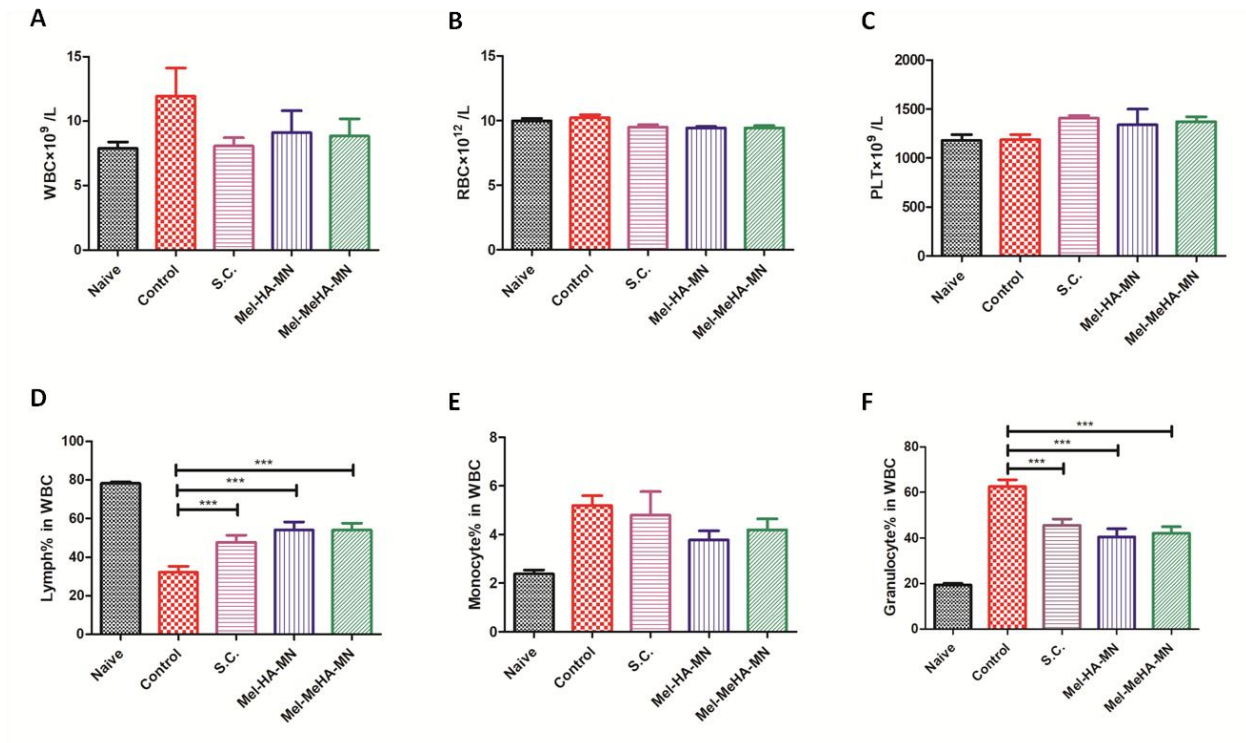 A
WBC×10⁹ /L
15
10
5
0
Naive
Control
S.C.
Mel-HA-MN
Mel-MeHA-MN
B
RBC×10¹² /L
15
10
5
0
Naive
Control
S.C.
Mel-HA-MN
Mel-MeHA-MN
C
PLT×10⁹ /L
2000
1500
1000
500
0
Naive
Control
S.C.
Mel-HA-MN
Mel-MeHA-MN
D
Lymph% in WBC
100
80
60
40
20
0
***
***
***
Naive
Control
S.C.
Mel-HA-MN
Mel-MeHA-MN
E
Monocyte% in WBC
8
6
4
2
0
Naive
Control
S.C.
Mel-HA-MN
Mel-MeHA-MN
F
Granulocyte% in WBC
80
60
40
20
0
***
***
***
Naive
Control
S.C.
Mel-HA-MN
Mel-MeHA-MN